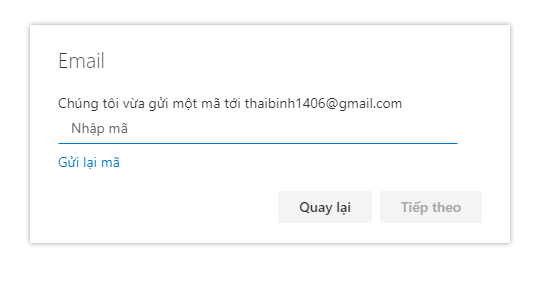 Email
Chúng tôi vừa gửi một mã tới thaibinh1406@gmail.com
Nhập mã
Gửi lại mã
Quay lại Tiếp theo